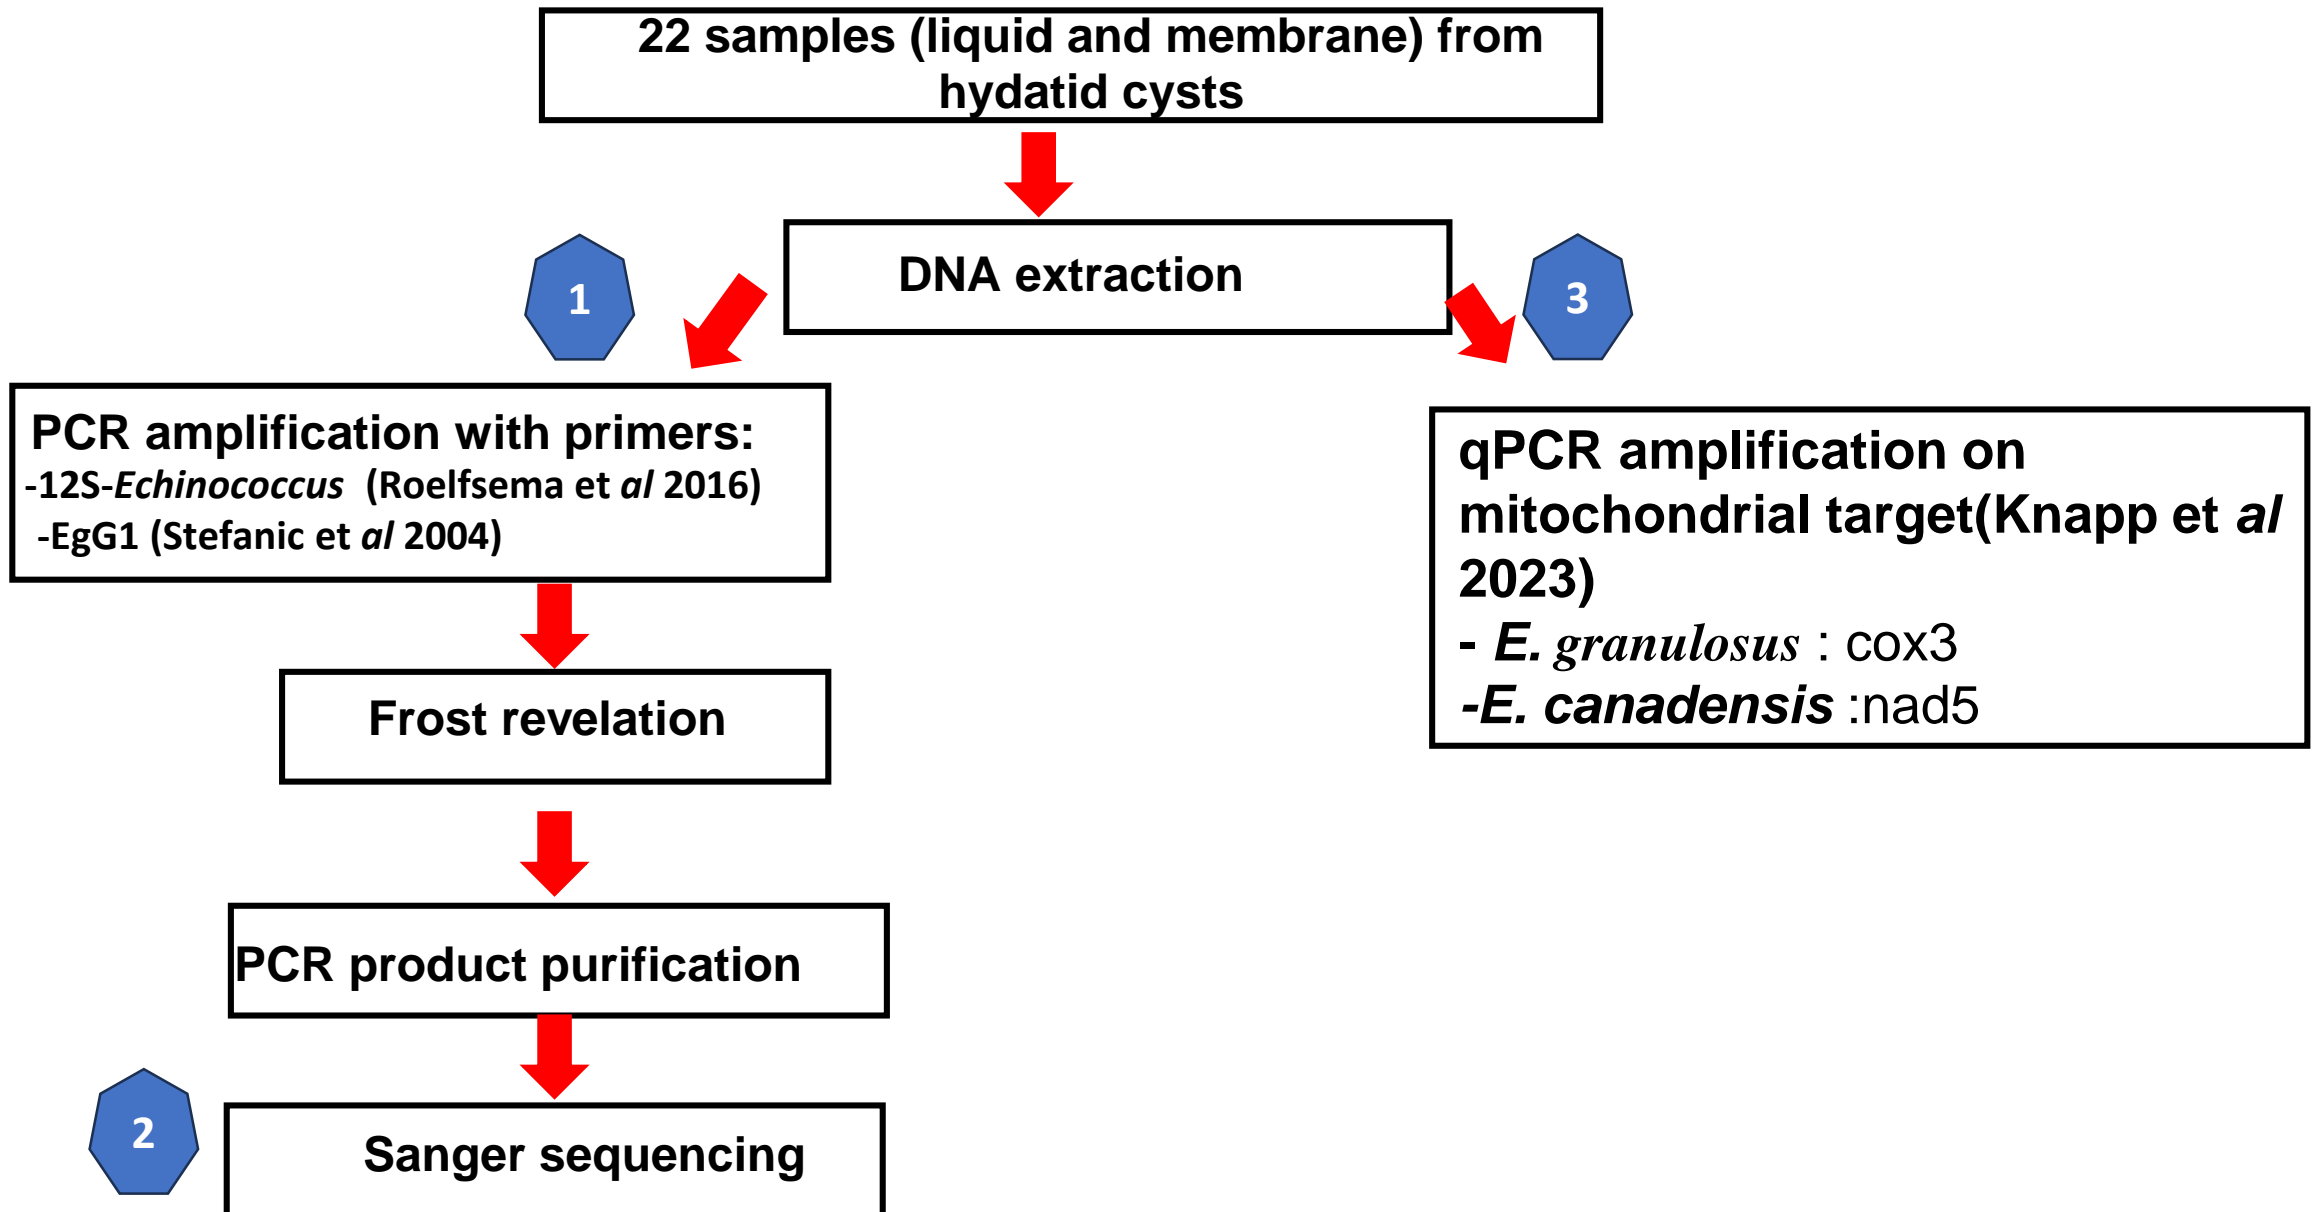 22 samples (liquid and membrane) from
hydatid cysts
DNA extraction
1
3
PCR amplification with primers:
-12S-Echinococcus (Roelfsema et al 2016)
-EgG1 (Stefanic et al 2004)
qPCR amplification on
mitochondrial target(Knapp et al
2023)
- E. granulosus : cox3
-E. canadensis :nad5
Frost revelation
PCR product purification
2
Sanger sequencing